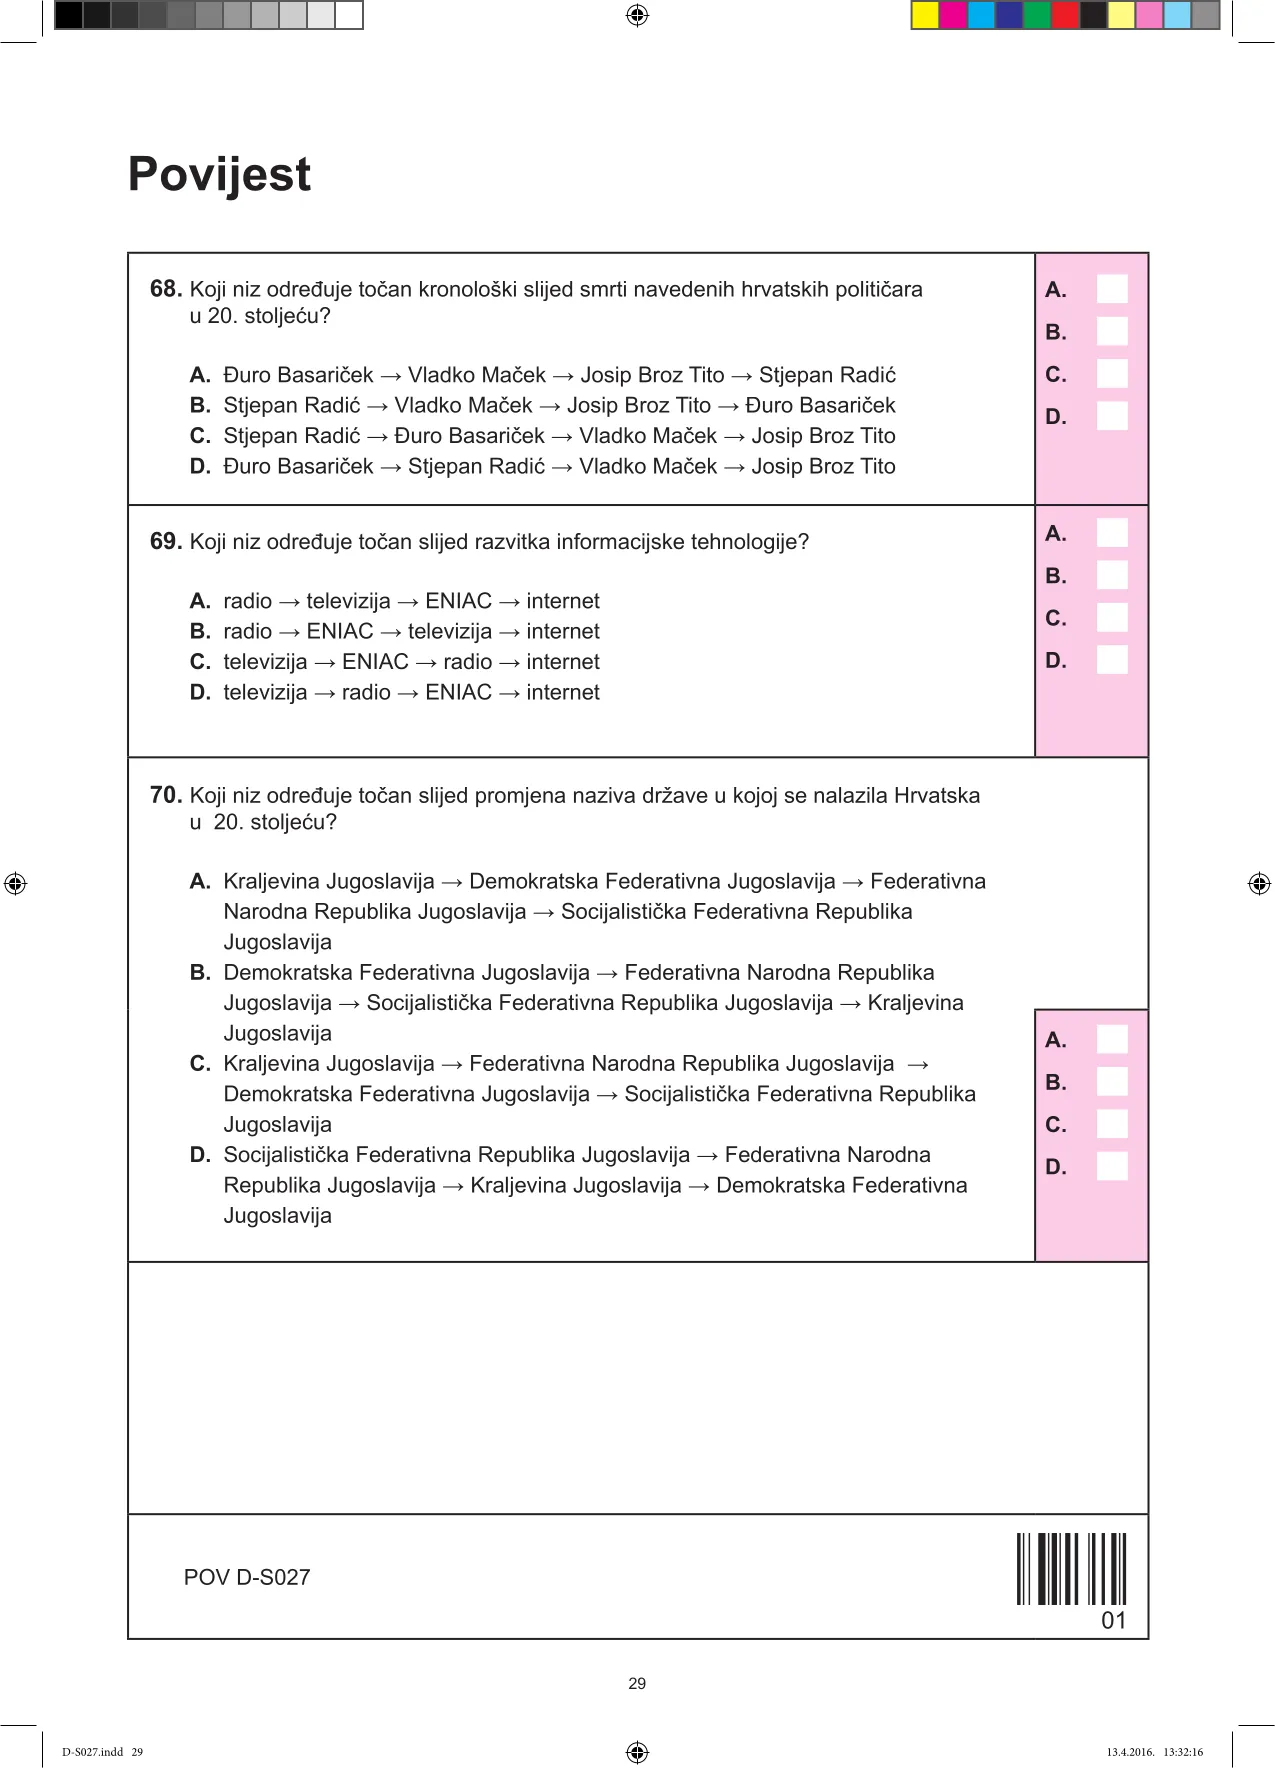 Povijest
68. Koji niz određuje točan kronološki slijed smrti navedenih hrvatskih političara
u 20. stoljeću?
A. Đuro Basariček → Vladko Maček → Josip Broz Tito → Stjepan Radić
B. Stjepan Radić → Vladko Maček → Josip Broz Tito → Đuro Basariček
C. Stjepan Radić → Đuro Basariček → Vladko Maček → Josip Broz Tito
D. Đuro Basariček → Stjepan Radić → Vladko Maček → Josip Broz Tito
A.
B.
C.
D.
69. Koji niz određuje točan slijed razvitka informacijske tehnologije?
A. radio → televizija → ENIAC → internet
B. radio → ENIAC → televizija → internet
C. televizija → ENIAC → radio → internet
D. televizija → radio → ENIAC → internet
A.
B.
C.
D.
70. Koji niz određuje točan slijed promjena naziva države u kojoj se nalazila Hrvatska
u 20. stoljeću?
A. Kraljevina Jugoslavija → Demokratska Federativna Jugoslavija → Federativna
Narodna Republika Jugoslavija → Socijalistička Federativna Republika
Jugoslavija
B. Demokratska Federativna Jugoslavija → Federativna Narodna Republika
Jugoslavija → Socijalistička Federativna Republika Jugoslavija → Kraljevina
Jugoslavija
C. Kraljevina Jugoslavija → Federativna Narodna Republika Jugoslavija →
Demokratska Federativna Jugoslavija → Socijalistička Federativna Republika
Jugoslavija
D. Socijalistička Federativna Republika Jugoslavija → Federativna Narodna
Republika Jugoslavija → Kraljevina Jugoslavija → Demokratska Federativna
Jugoslavija
A.
B.
C.
D.
POV D-S027
01
29
D-S027.indd 29
13.4.2016. 13:32:16